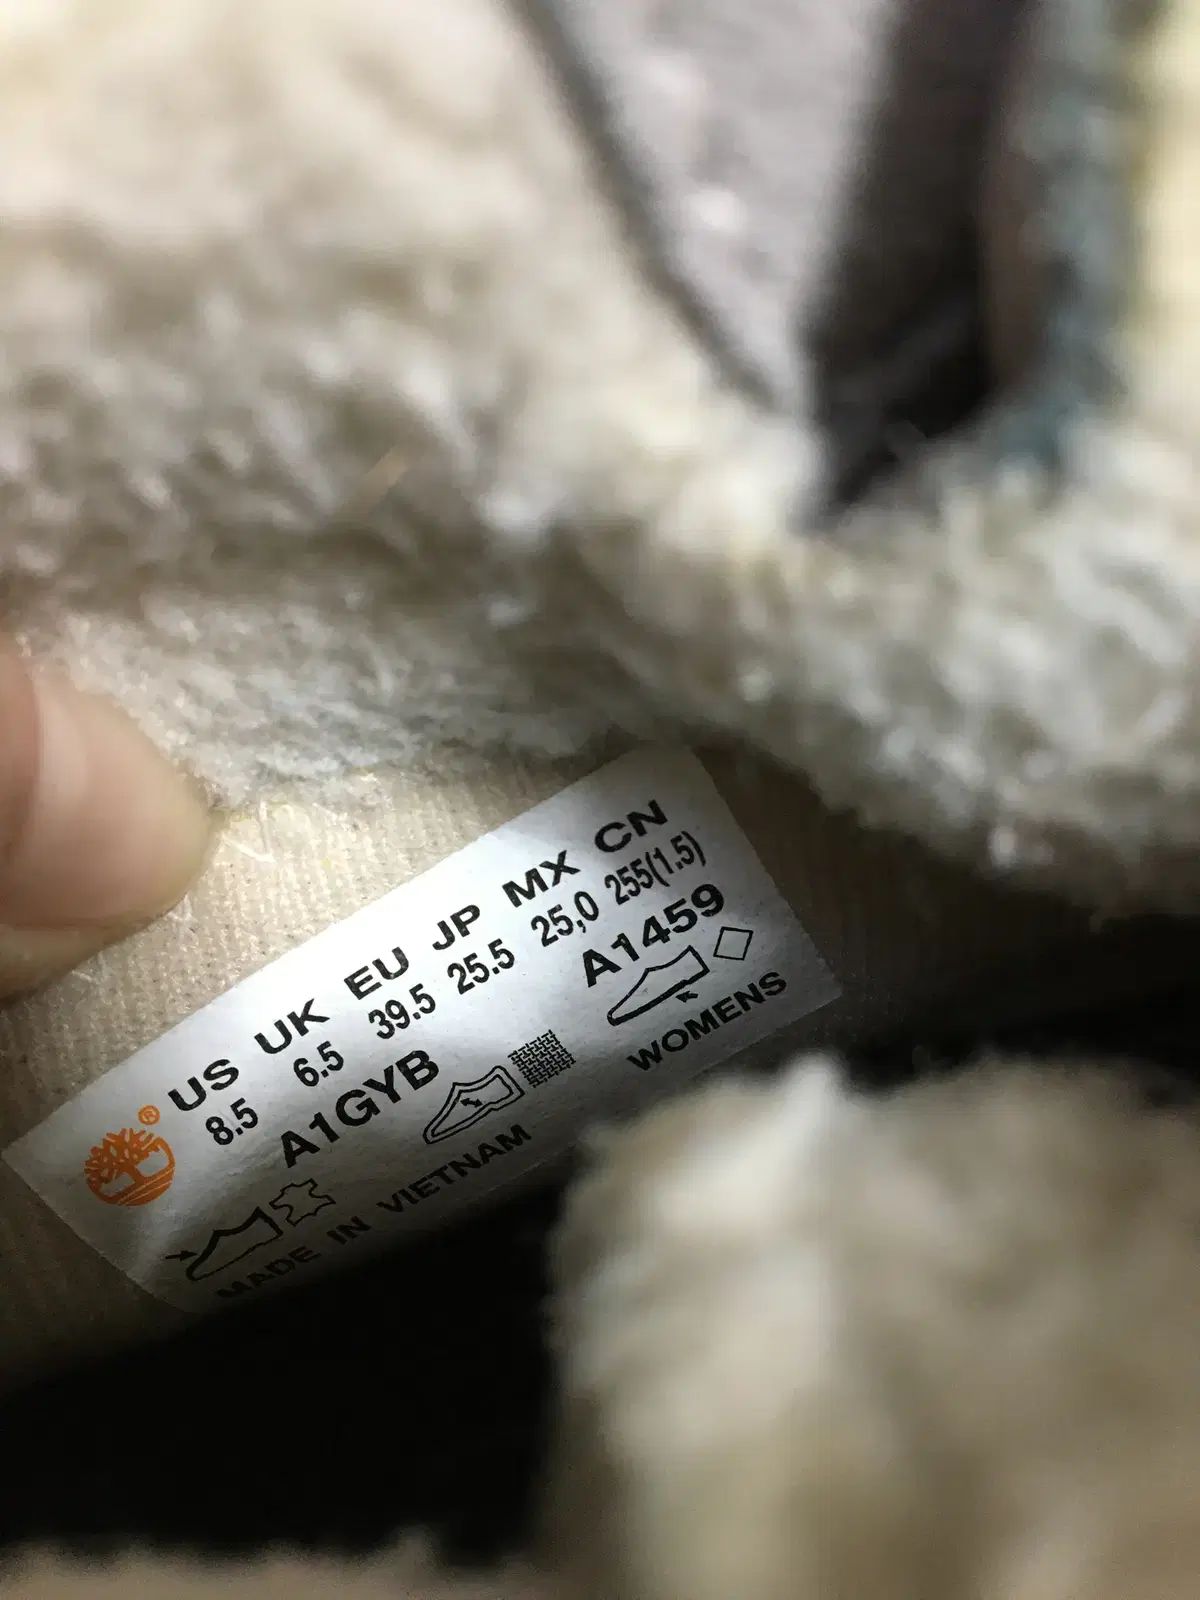 US UK EU JP MX CN
8.5 6.5 39.5 25.5 25,0 255(1.5)
A1GYB A1459
MADE IN VIETNAM WOMENS
®